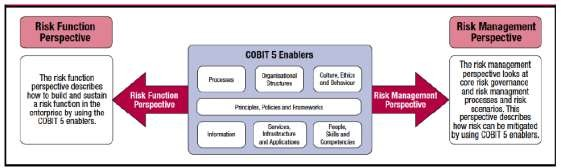 Risk Function
Perspective
The risk function
perspective describes
how to build and sustain
a risk function in the
enterprise by using the
COBIT 5 enablers.
Risk Function
Perspective
COBIT 5 Enablers
Processes
Organisational
Structures
Culture, Ethics
and Behaviour
Principles, Policies and Frameworks
Information
Services,
Infrastructure
and Applications
People,
Skills and
Competencies
Risk Management
Perspective
Risk Management
Perspective
The risk management
perspective looks at
core risk governance
and risk managment
processes and risk
scenarios. This
perspective describes
how risk can be mitigated
by using COBIT 5 enablers.